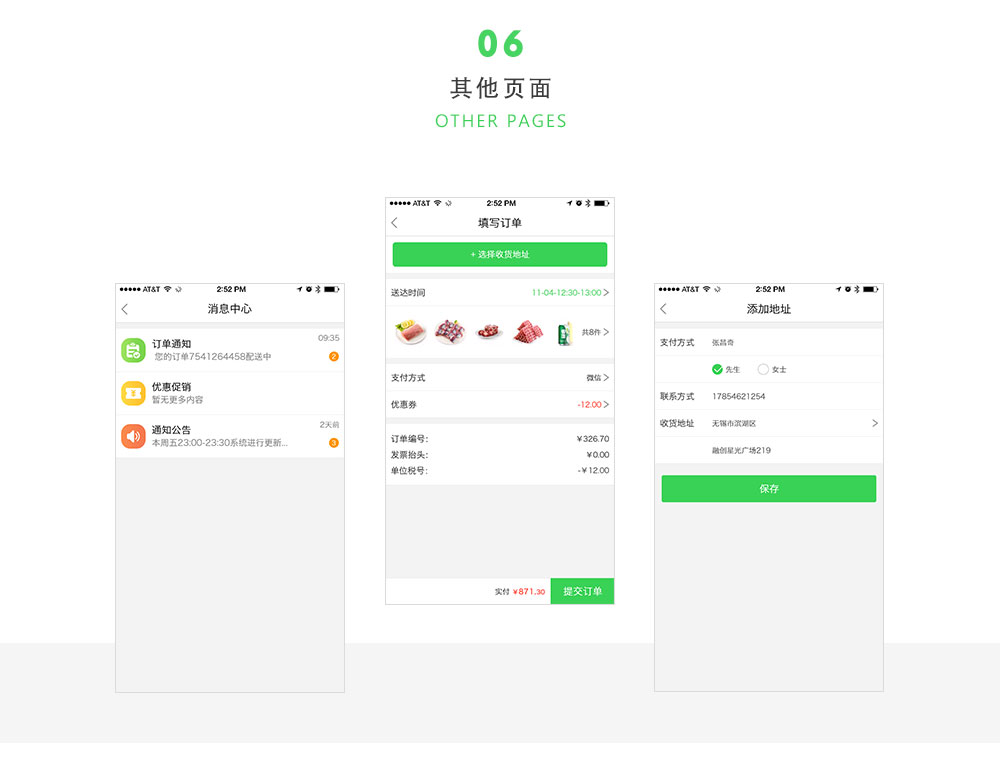 06
其他页面
OTHER PAGES
AT&T 2:52 PM
消息中心
订单通知 09:35
您的订单7541264458配送中 2
优惠促销
暂无更多内容
通知公告 2天前
本周五23:00-23:30系统进行更新... 3
AT&T 2:52 PM
填写订单
+ 选择收货地址
送达时间 11-04-12:30-13:00
共8件
支付方式 微信
优惠券 -12.00
订单编号: ¥326.70
发票抬头: ¥0.00
单位税号: -¥12.00
实付 ¥871.30 提交订单
AT&T 2:52 PM
添加地址
支付方式 张昌奇
先生 女士
联系方式 17854621254
收货地址 无锡市滨湖区
融创星光广场219
保存